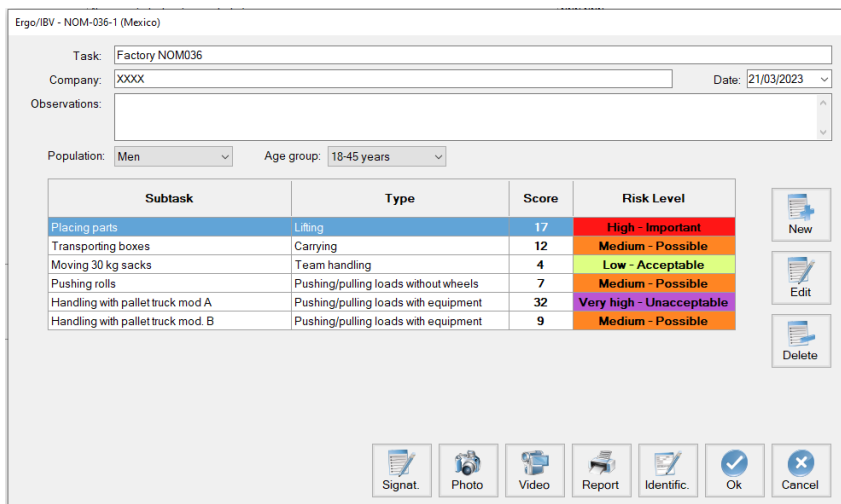 Ergo/IBV - NOM-036-1 (Mexico)
Task: Factory NOM036
Company: XXXX Date: 21/03/2023
Observations:
Population: Men Age group: 18-45 years
Subtask Type Score Risk Level
Placing parts Lifting 17 High - Important
Transporting boxes Carrying 12 Medium - Possible
Moving 30 kg sacks Team handling 4 Low - Acceptable
Pushing rolls Pushing/pulling loads without wheels 7 Medium - Possible
Handling with pallet truck mod A Pushing/pulling loads with equipment 32 Very high - Unacceptable
Handling with pallet truck mod. B Pushing/pulling loads with equipment 9 Medium - Possible
New
Edit
Delete
Signat. Photo Video Report Identific. Ok Cancel